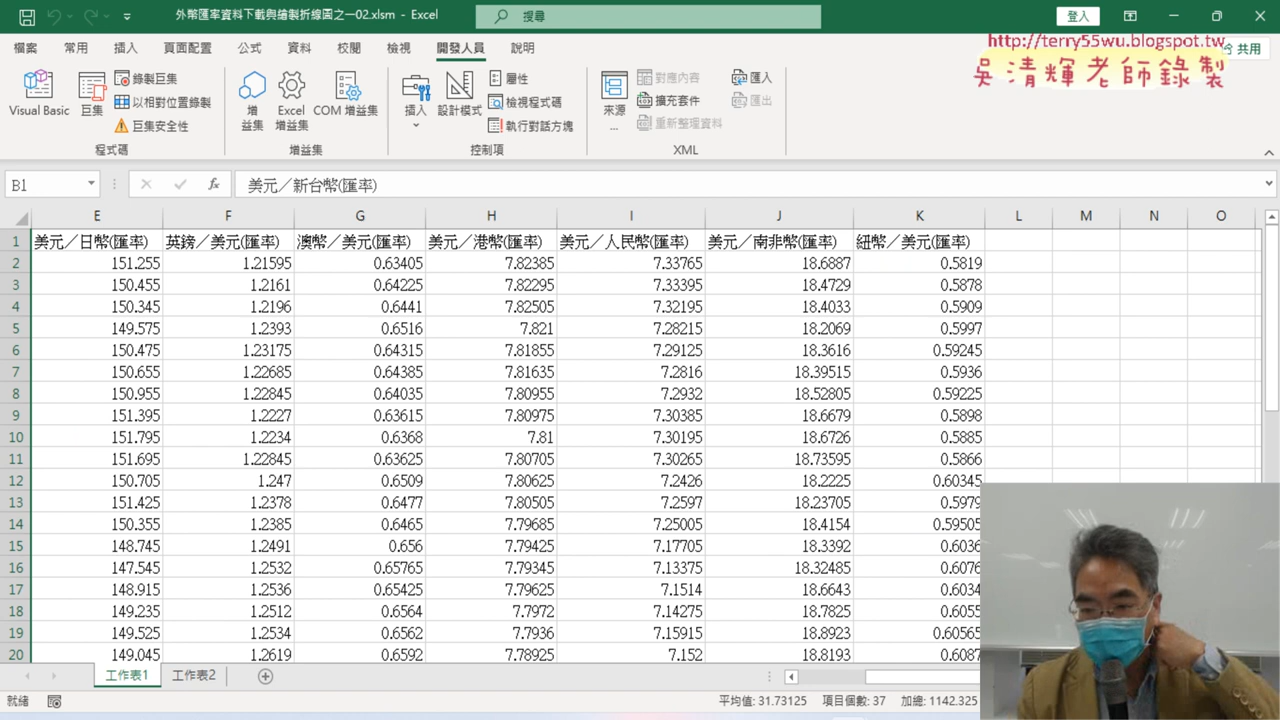 外幣匯率資料下載與繪製折線圖之一02.xlsm - Excel
搜尋
登入
http://terry55wu.blogspot.tw
吳清輝老師錄製
檔案 常用 插入 頁面配置 公式 資料 校閱 檢視 開發人員 說明
共用
Visual Basic
巨集
錄製巨集
以相對位置錄製
巨集安全性
程式碼
增益集
Excel 增益集
COM 增益集
增益集
插入
設計模式
屬性
檢視程式碼
執行對話方塊
控制項
來源
...
對應內容
擴充套件
重新整理資料
匯入
匯出
XML
B1
fx
美元／新台幣(匯率)
E F G H I J K L M N O
1 美元／日幣(匯率) 英鎊／美元(匯率) 澳幣／美元(匯率) 美元／港幣(匯率) 美元／人民幣(匯率) 美元／南非幣(匯率) 紐幣／美元(匯率)
2 151.255 1.21595 0.63405 7.82385 7.33765 18.6887 0.5819
3 150.455 1.2161 0.64225 7.82295 7.33395 18.4729 0.5878
4 150.345 1.2196 0.6441 7.82505 7.32195 18.4033 0.5909
5 149.575 1.2393 0.6516 7.821 7.28215 18.2069 0.5997
6 150.475 1.23175 0.64315 7.81855 7.29125 18.3616 0.59245
7 150.655 1.22685 0.64385 7.81635 7.2816 18.39515 0.5936
8 150.955 1.22845 0.64035 7.80955 7.2932 18.52805 0.59225
9 151.395 1.2227 0.63615 7.80975 7.30385 18.6679 0.5898
10 151.795 1.2234 0.6368 7.81 7.30195 18.6726 0.5885
11 151.695 1.22845 0.63625 7.80705 7.30265 18.73595 0.5866
12 150.705 1.247 0.6509 7.80625 7.2426 18.2225 0.60345
13 151.425 1.2378 0.6477 7.80505 7.2597 18.23705 0.5979
14 150.355 1.2385 0.6465 7.79685 7.25005 18.4154 0.59505
15 148.745 1.2491 0.656 7.79425 7.17705 18.3392 0.6036
16 147.545 1.2532 0.65765 7.79345 7.13375 18.32485 0.6076
17 148.915 1.2536 0.65425 7.79625 7.1514 18.6643 0.6034
18 149.235 1.2512 0.6564 7.7972 7.14275 18.7825 0.6055
19 149.525 1.2534 0.6562 7.7936 7.15915 18.8923 0.60565
20 149.045 1.2619 0.6592 7.78925 7.152 18.8193 0.6087
工作表1 工作表2
就緒
平均值: 31.73125 項目個數: 37 加總: 1142.325